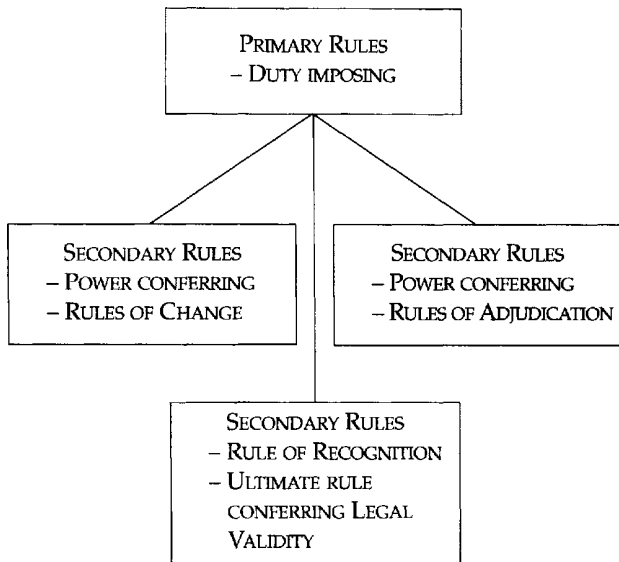 PRIMARY RULES
– DUTY IMPOSING
SECONDARY RULES
– POWER CONFERRING
– RULES OF CHANGE
SECONDARY RULES
– POWER CONFERRING
– RULES OF ADJUDICATION
SECONDARY RULES
– RULE OF RECOGNITION
– ULTIMATE RULE
CONFERRING LEGAL
VALIDITY